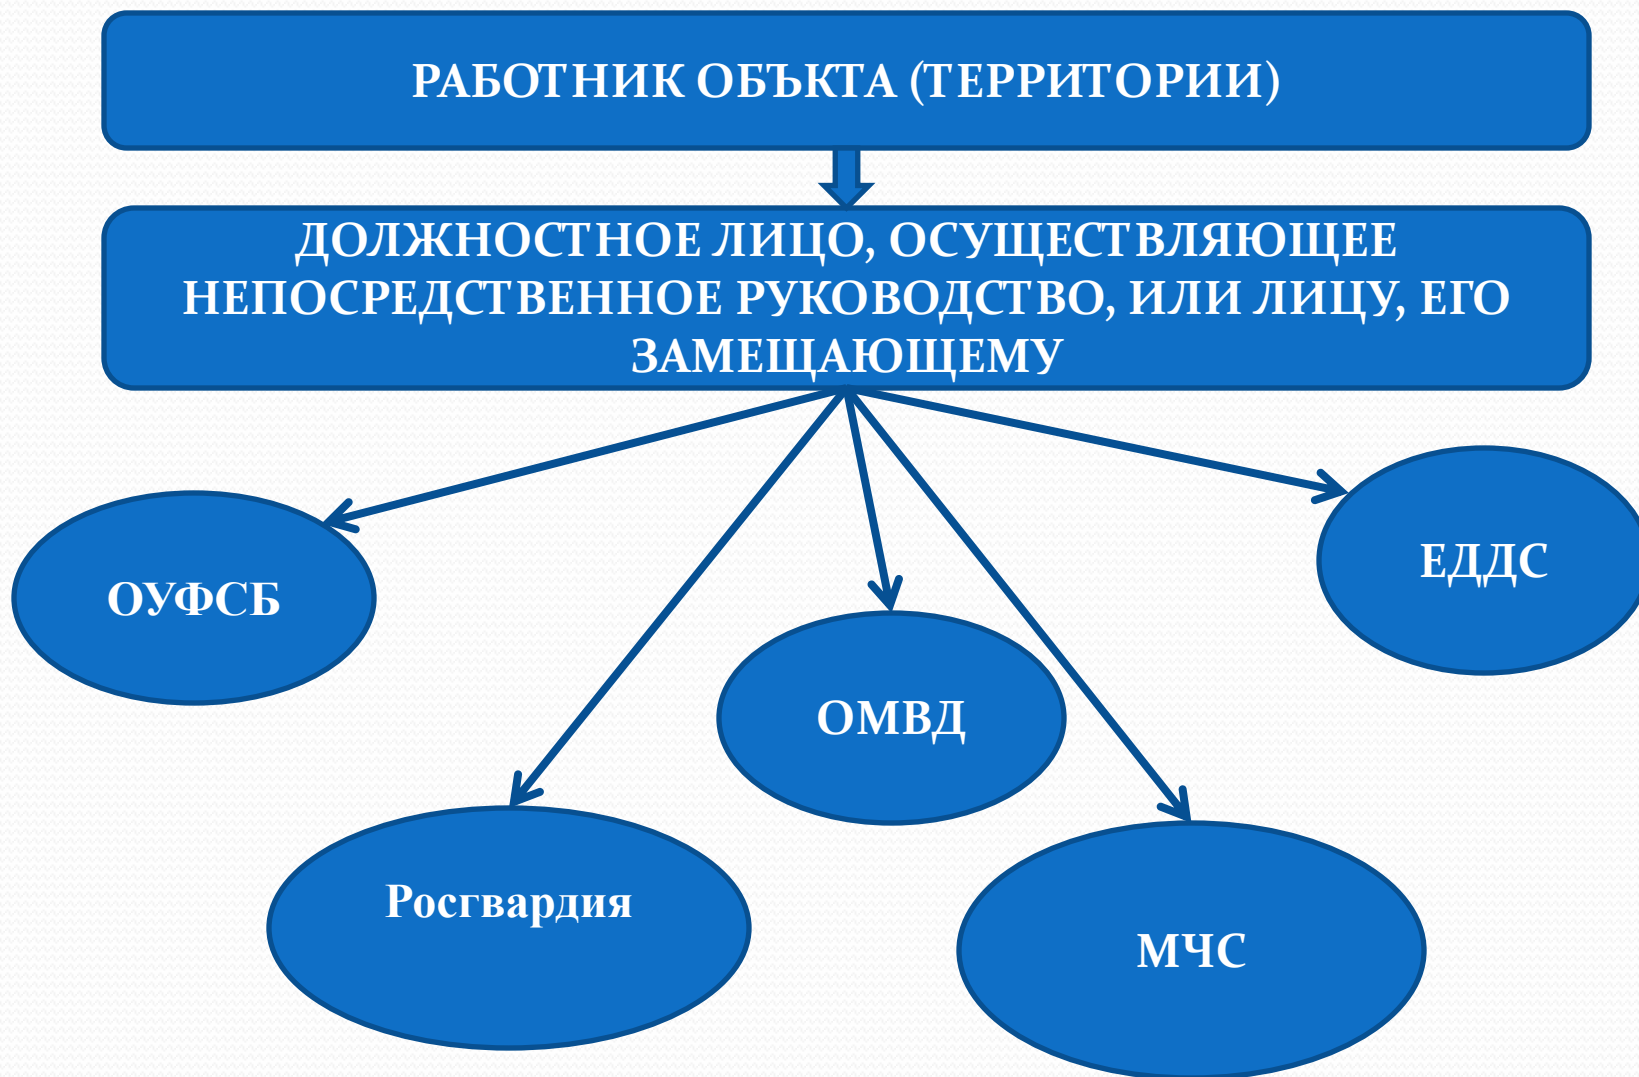 РАБОТНИК ОБЪКТА (ТЕРРИТОРИИ)
ДОЛЖНОСТНОЕ ЛИЦО, ОСУЩЕСТВЛЯЮЩЕЕ
НЕПОСРЕДСТВЕННОЕ РУКОВОДСТВО, ИЛИ ЛИЦУ, ЕГО
ЗАМЕЩАЮЩЕМУ
ОУФСБ
ЕДДС
ОМВД
Росгвардия
МЧС